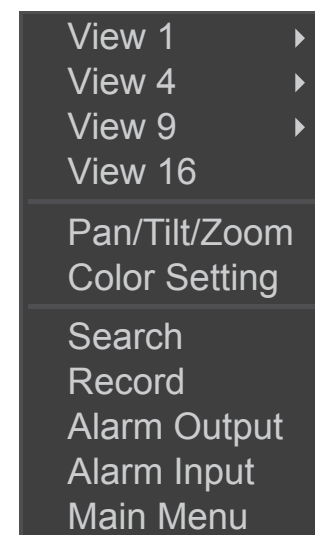 View 1
View 4
View 9
View 16
Pan/Tilt/Zoom
Color Setting
Search
Record
Alarm Output
Alarm Input
Main Menu